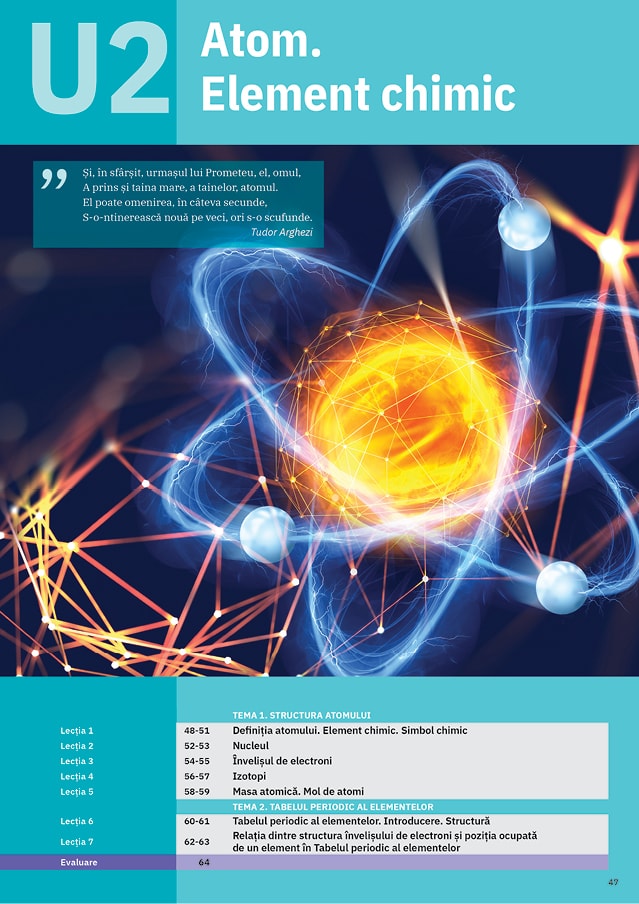 U2
Atom.
Element chimic
”
Și, în sfârșit, urmașul lui Prometeu, el, omul,
A prins și taina mare, a tainelor, atomul.
El poate omenirea, în câteva secunde,
S-o-ntinerească nouă pe veci, ori s-o scufunde.
Tudor Arghezi
TEMA 1. STRUCTURA ATOMULUI
Lecția 1 48-51 Definiția atomului. Element chimic. Simbol chimic
Lecția 2 52-53 Nucleul
Lecția 3 54-55 Învelișul de electroni
Lecția 4 56-57 Izotopi
Lecția 5 58-59 Masa atomică. Mol de atomi
TEMA 2. TABELUL PERIODIC AL ELEMENTELOR
Lecția 6 60-61 Tabelul periodic al elementelor. Introducere. Structură
Lecția 7 62-63 Relația dintre structura învelișului de electroni și poziția ocupată
de un element în Tabelul periodic al elementelor
Evaluare 64
47